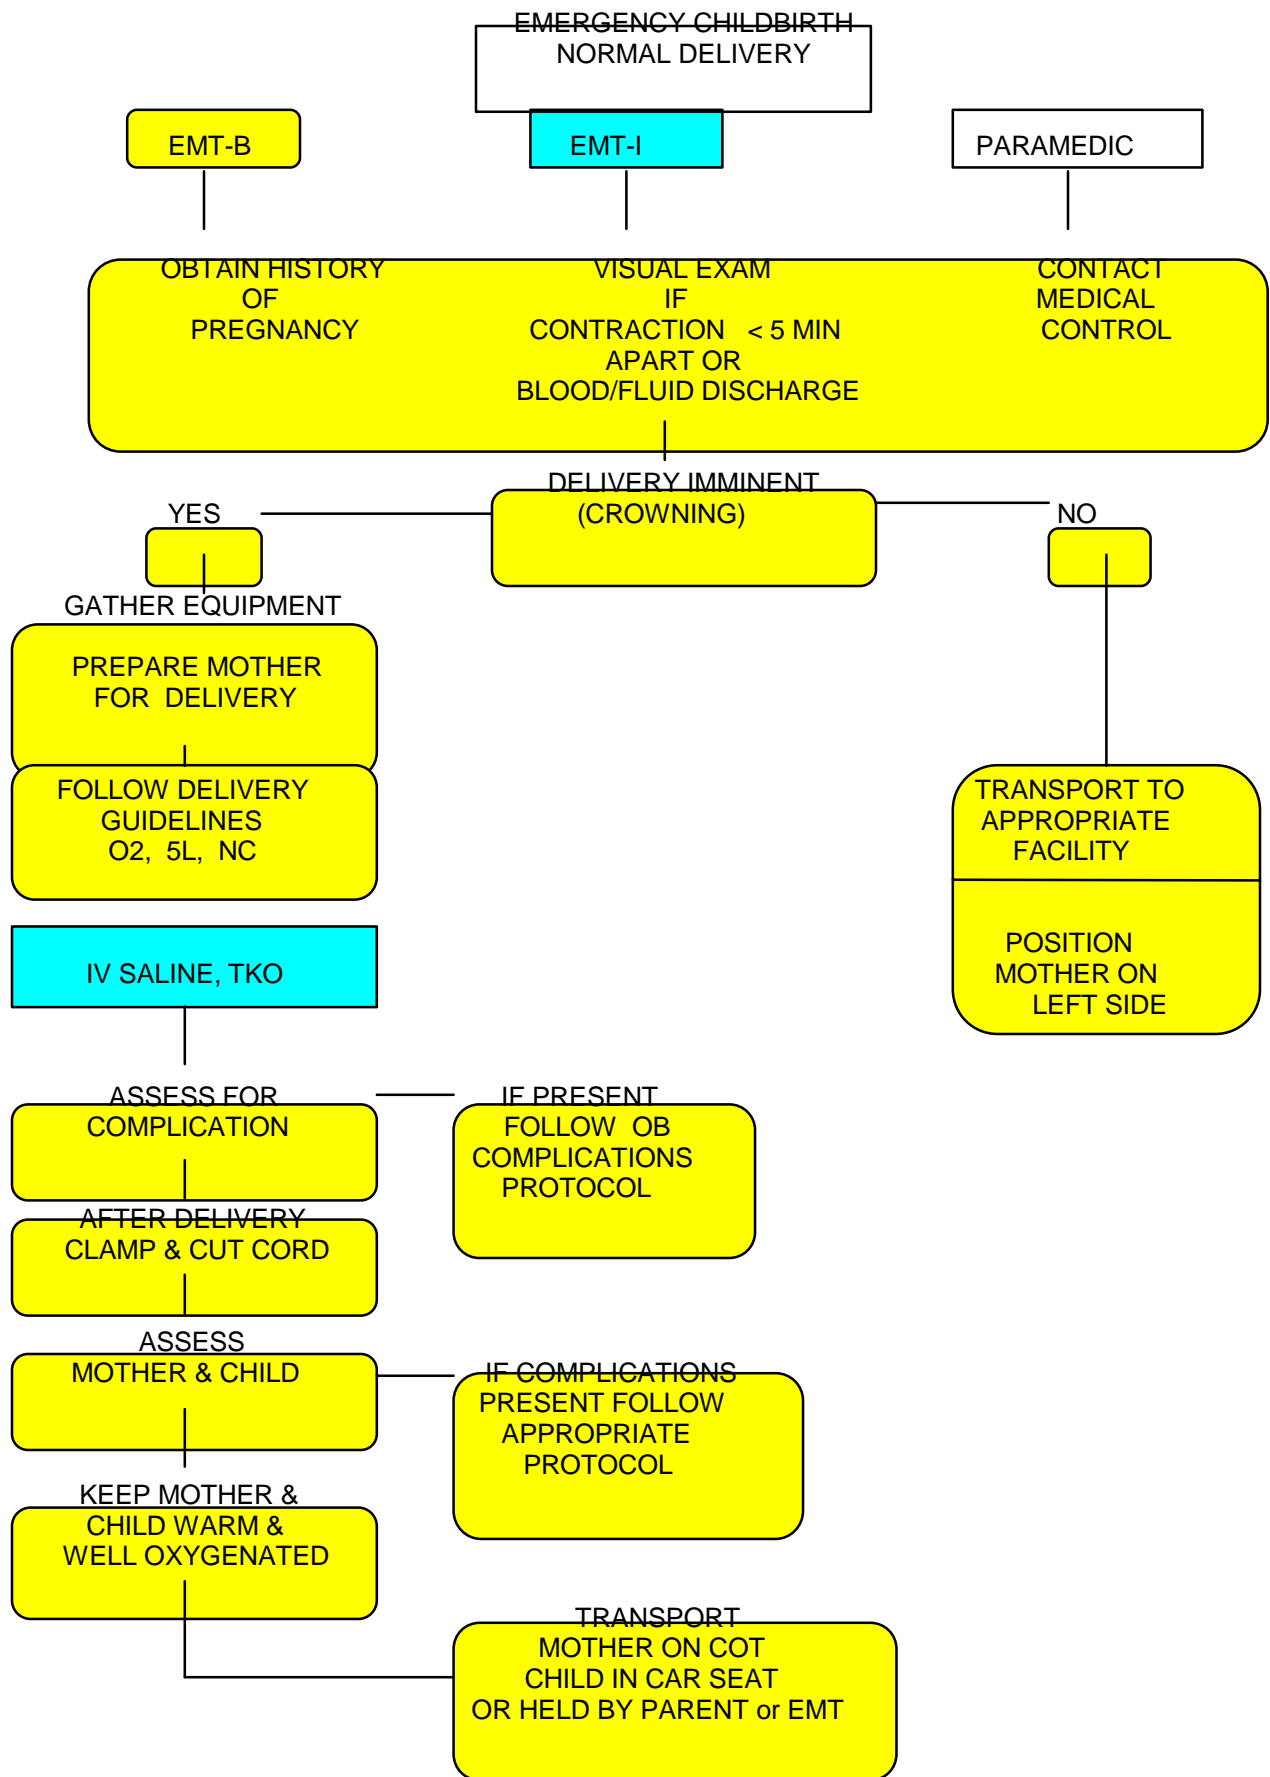 EMERGENCY CHILDBIRTH
NORMAL DELIVERY
EMT-B
EMT-I
PARAMEDIC
OBTAIN HISTORY
OF
PREGNANCY
VISUAL EXAM
IF
CONTRACTION < 5 MIN
APART OR
BLOOD/FLUID DISCHARGE
CONTACT
MEDICAL
CONTROL
DELIVERY IMMINENT
(CROWNING)
YES
NO
GATHER EQUIPMENT
PREPARE MOTHER
FOR DELIVERY
FOLLOW DELIVERY
GUIDELINES
O2, 5L, NC
TRANSPORT TO
APPROPRIATE
FACILITY
POSITION
MOTHER ON
LEFT SIDE
IV SALINE, TKO
ASSESS FOR
COMPLICATION
IF PRESENT
FOLLOW OB
COMPLICATIONS
PROTOCOL
AFTER DELIVERY
CLAMP & CUT CORD
ASSESS
MOTHER & CHILD
IF COMPLICATIONS
PRESENT FOLLOW
APPROPRIATE
PROTOCOL
KEEP MOTHER &
CHILD WARM &
WELL OXYGENATED
TRANSPORT
MOTHER ON COT
CHILD IN CAR SEAT
OR HELD BY PARENT or EMT